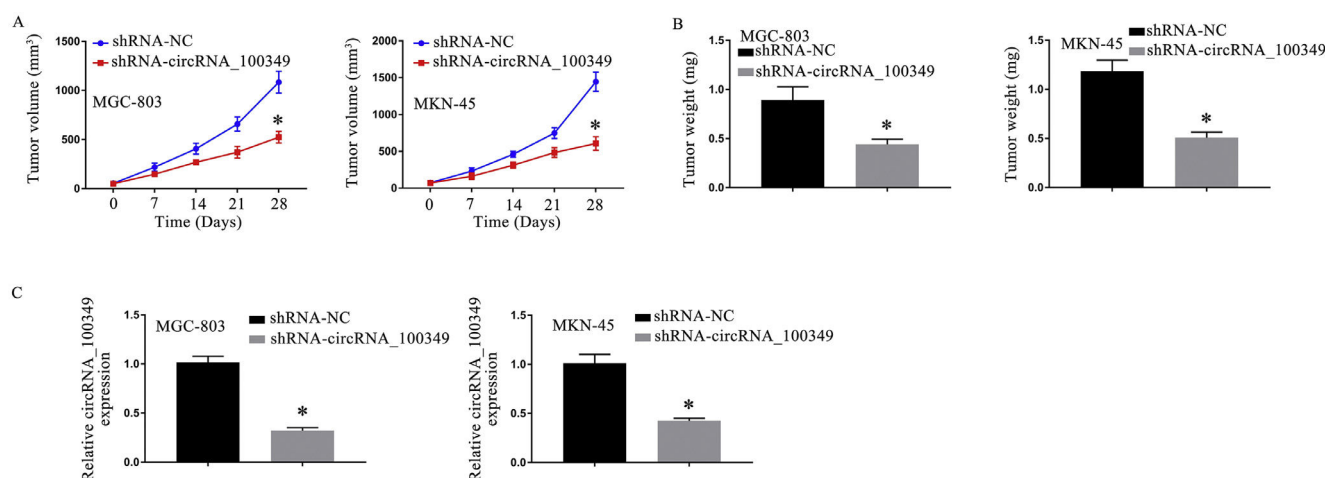 A
shRNA-NC
shRNA-circRNA_100349
MGC-803
Tumor volume (mm³)
1500
1000
500
0
0 7 14 21 28
Time (Days)
shRNA-NC
shRNA-circRNA_100349
MKN-45
Tumor volume (mm³)
2000
1500
1000
500
0
0 7 14 21 28
Time (Days)
*
*
B
MGC-803
shRNA-NC
shRNA-circRNA_100349
Tumor weight (mg)
1.5
1.0
0.5
0.0
*
shRNA-NC
MKN-45
shRNA-circRNA_100349
Tumor weight (mg)
1.5
1.0
0.5
0.0
*
C
MGC-803
shRNA-NC
shRNA-circRNA_100349
Relative circRNA_100349
expression
1.5
1.0
0.5
0.0
*
MKN-45
shRNA-NC
shRNA-circRNA_100349
Relative circRNA_100349
expression
1.5
1.0
0.5
0.0
*